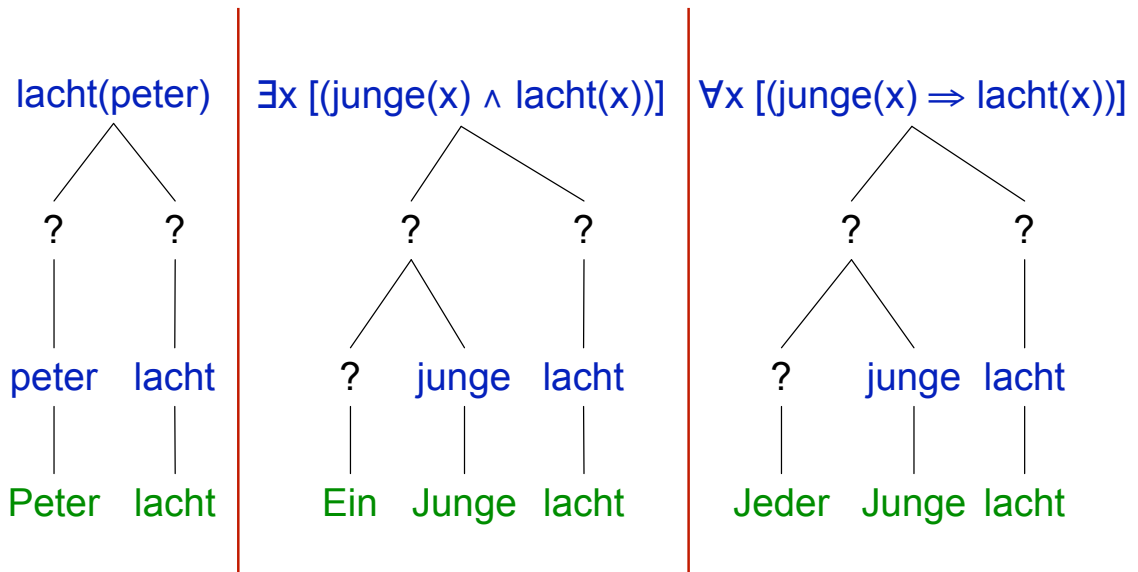 lacht(peter)
? ?
peter lacht
Peter lacht
∃x [(junge(x) ∧ lacht(x))]
? ?
? junge lacht
Ein Junge lacht
∀x [(junge(x) ⇒ lacht(x))]
? ?
? junge lacht
Jeder Junge lacht